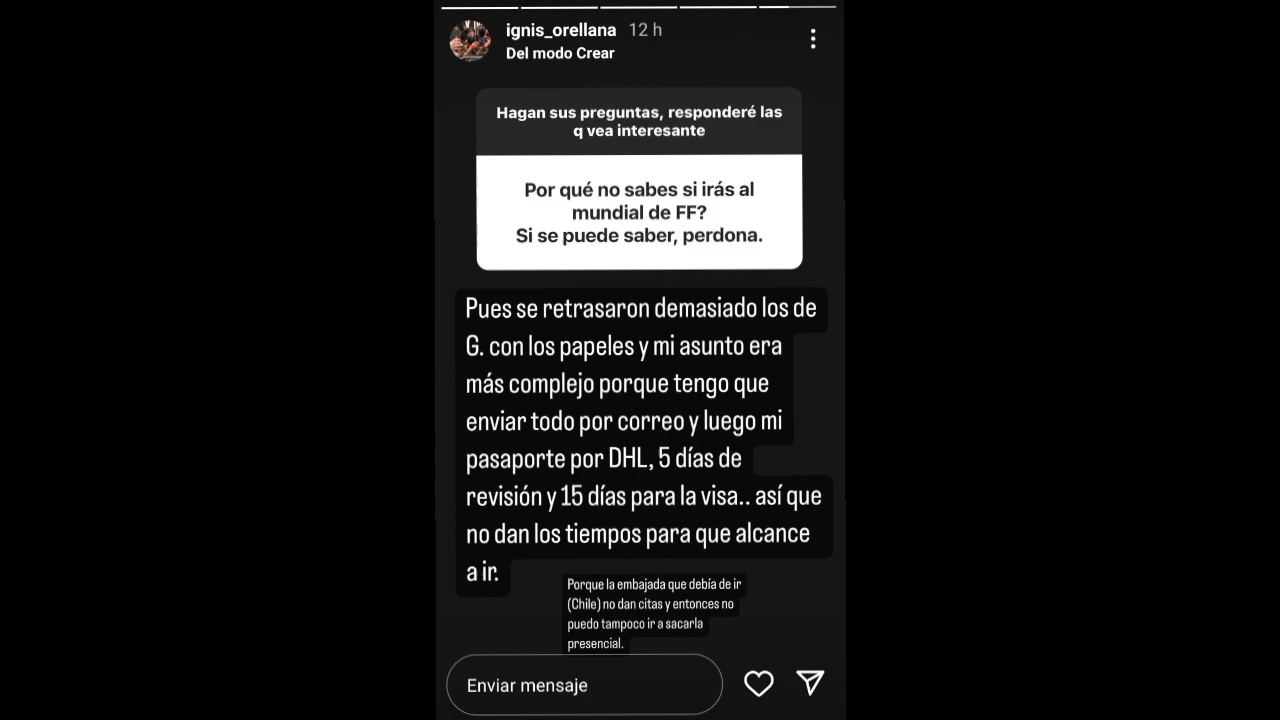 ignis_orellana 12 h
Del modo Crear
Hagan sus preguntas, responderé las
q vea interesante
Por qué no sabes si irás al
mundial de FF?
Si se puede saber, perdona.
Pues se retrasaron demasiado los de
G. con los papeles y mi asunto era
más complejo porque tengo que
enviar todo por correo y luego mi
pasaporte por DHL, 5 días de
revisión y 15 días para la visa.. así que
no dan los tiempos para que alcance
a ir.
Porque la embajada que debía de ir
(Chile) no dan citas y entonces no
puedo tampoco ir a sacarla
presencial.
Enviar mensaje